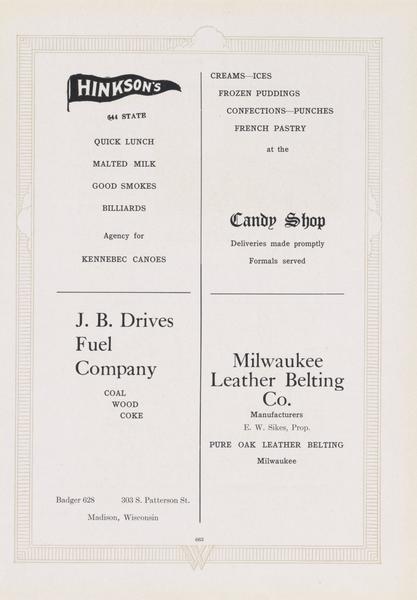 HINKSON'S
644 STATE
QUICK LUNCH
MALTED MILK
GOOD SMOKES
BILLIARDS
Agency for
KENNEBEC CANOES
CREAMS—ICES
FROZEN PUDDINGS
CONFECTIONS—PUNCHES
FRENCH PASTRY
at the
Candy Shop
Deliveries made promptly
Formals served
J. B. Drives
Fuel
Company
COAL
WOOD
COKE
Badger 628 303 S. Patterson St.
Madison, Wisconsin
Milwaukee
Leather Belting
Co.
Manufacturers
E. W. Sikes, Prop.
PURE OAK LEATHER BELTING
Milwaukee
663